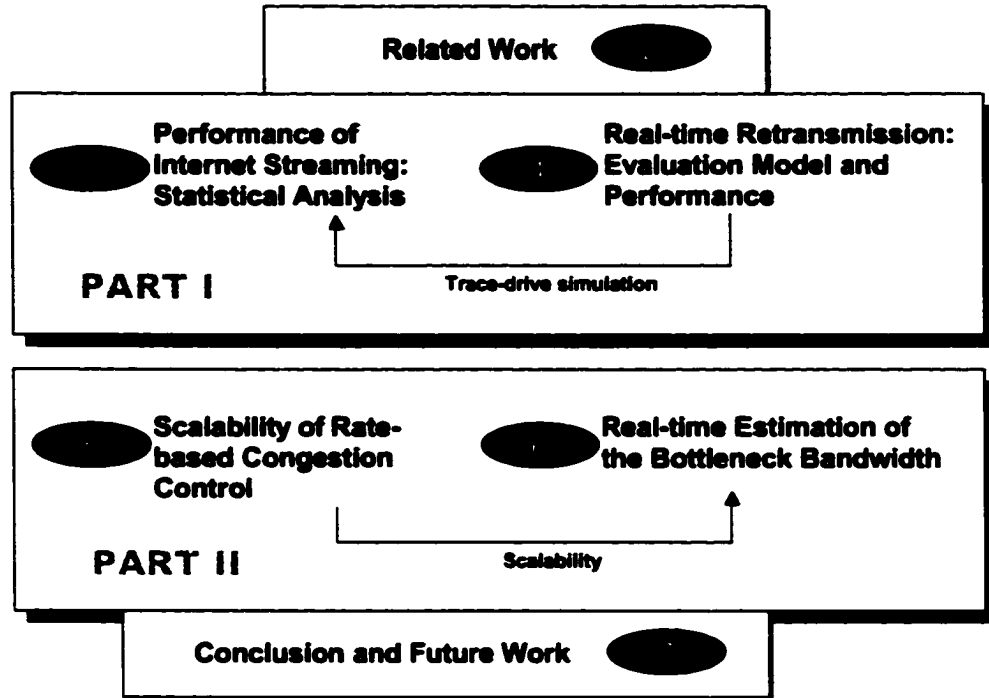 Related Work
Performance of
Internet Streaming:
Statistical Analysis
Real-time Retransmission:
Evaluation Model and
Performance
Trace-drive simulation
PART I
Scalability of Rate-
based Congestion
Control
Real-time Estimation of
the Bottleneck Bandwidth
Scalability
PART II
Conclusion and Future Work